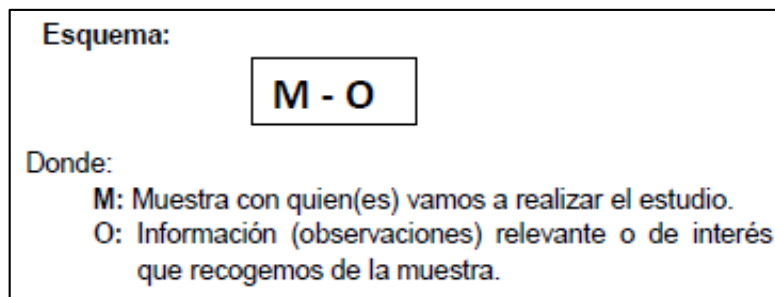 Esquema:
M - O
Donde:
M: Muestra con quien(es) vamos a realizar el estudio.
O: Información (observaciones) relevante o de interés
que recogemos de la muestra.